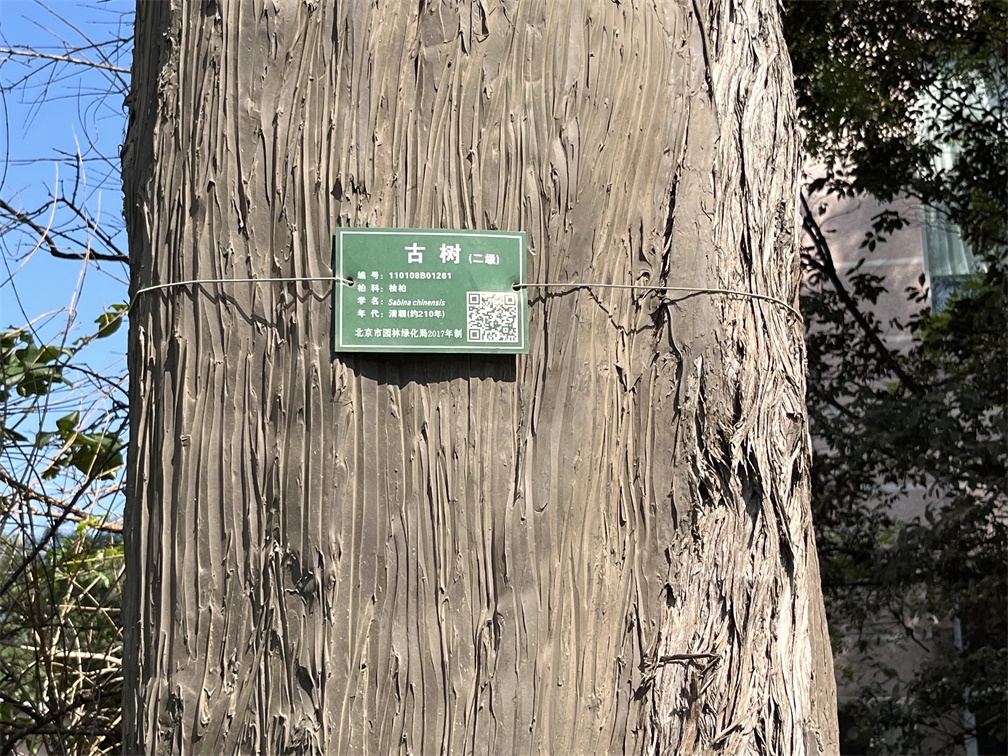 古树(二级)
编 号：110108B01261
柏 科：桧柏
学 名：Sabina chinensis
年 代：清朝(约210年)
北京市园林绿化局2017年制